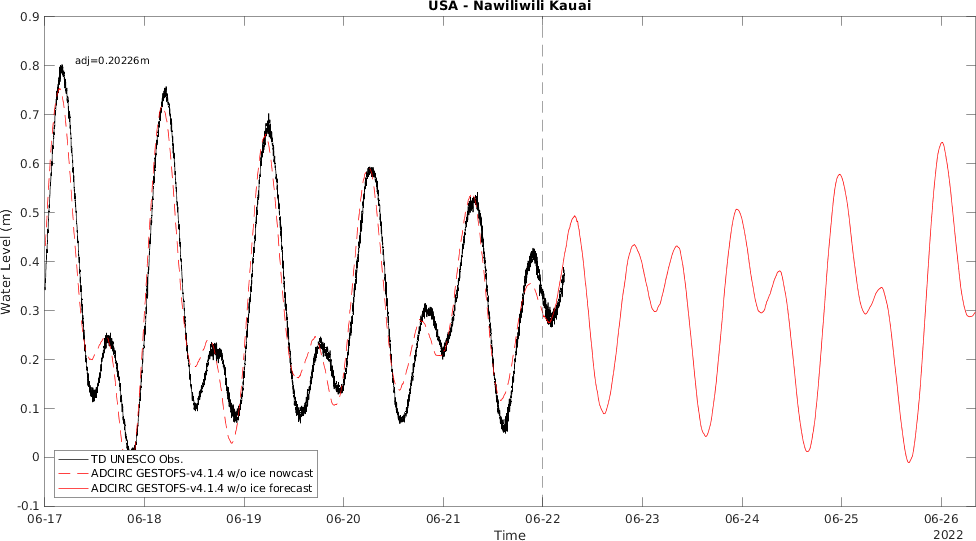 USA - Nawiliwili Kauai
adj=0.20226m
Water Level (m)
0.9
0.8
0.7
0.6
0.5
0.4
0.3
0.2
0.1
0
-0.1
TD UNESCO Obs.
ADCIRC GESTOFS-v4.1.4 w/o ice nowcast
ADCIRC GESTOFS-v4.1.4 w/o ice forecast
06-17 06-18 06-19 06-20 06-21 06-22 06-23 06-24 06-25 06-26
Time
2022